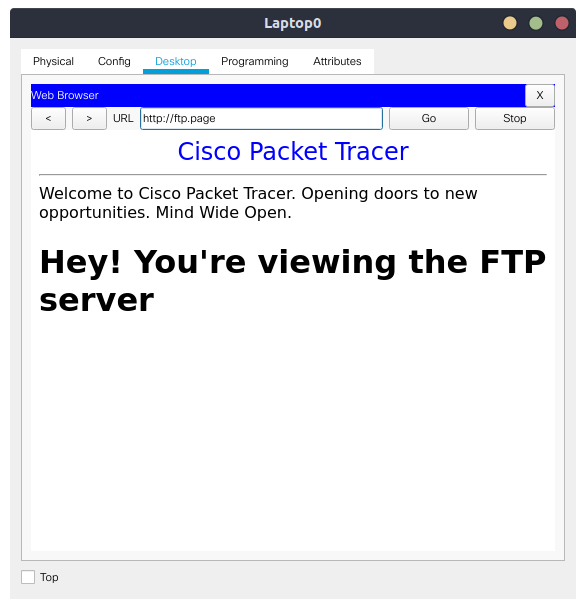 Laptop0
Physical Config Desktop Programming Attributes
Web Browser X
< > URL http://ftp.page Go Stop
Cisco Packet Tracer
Welcome to Cisco Packet Tracer. Opening doors to new
opportunities. Mind Wide Open.
Hey! You're viewing the FTP
server
Top